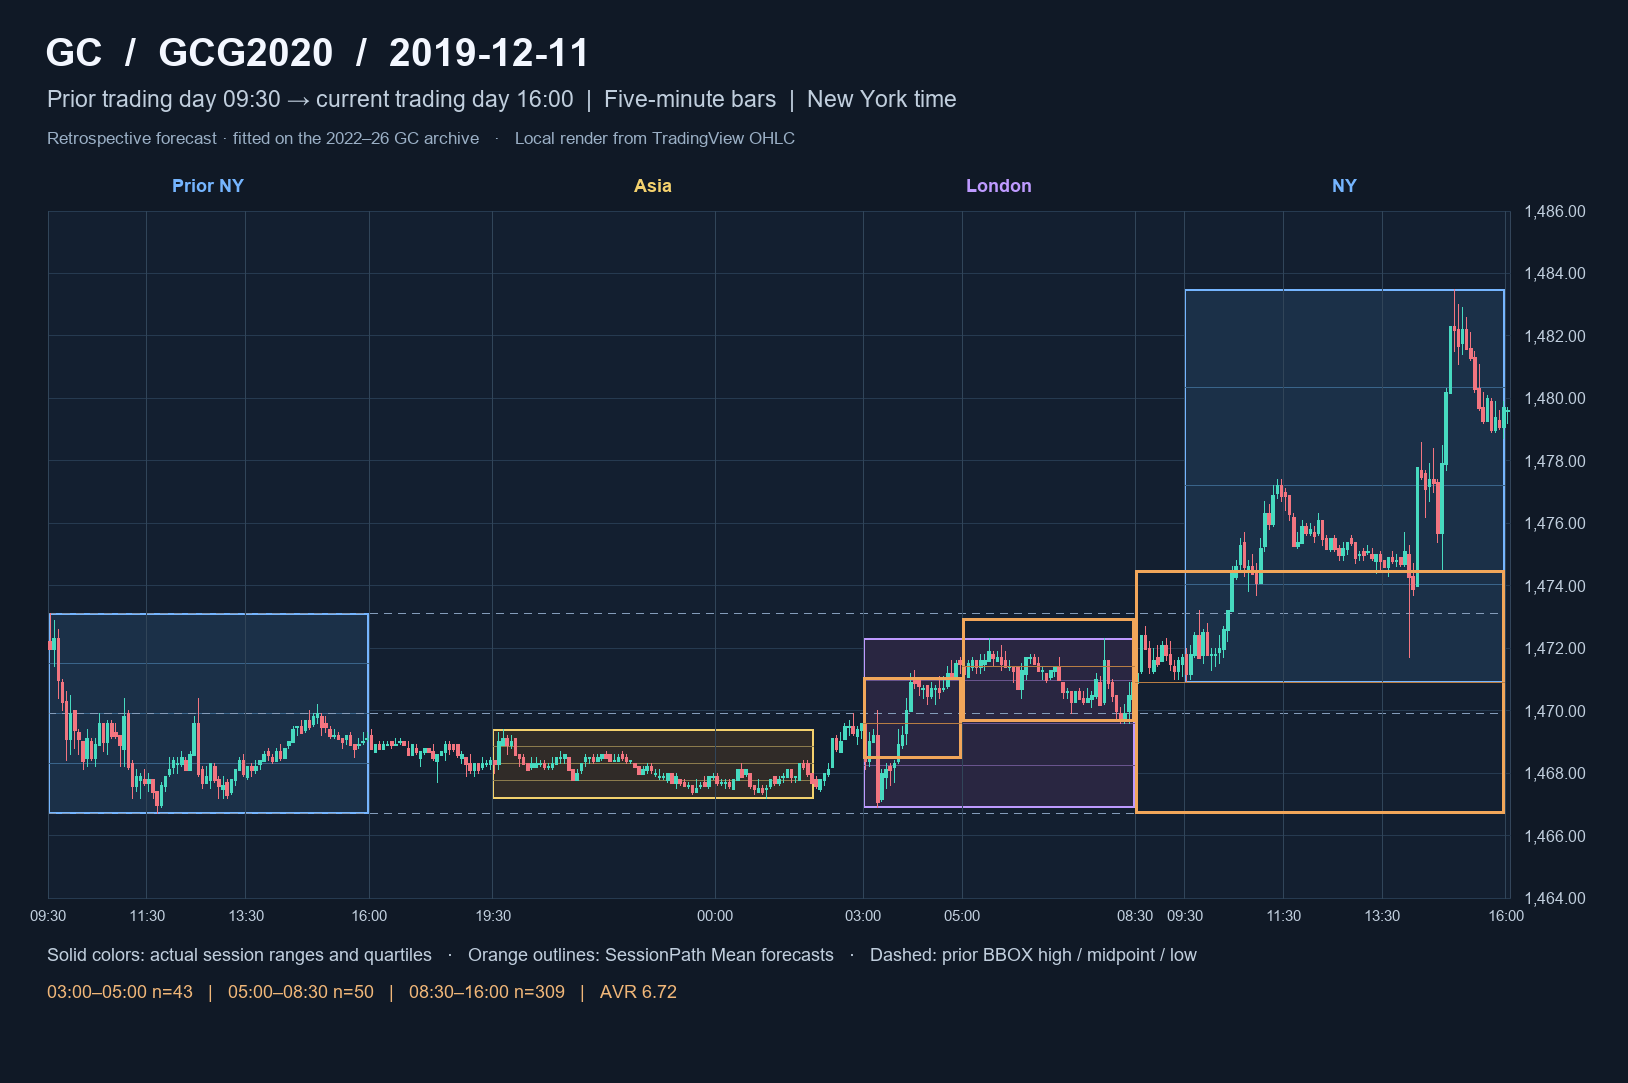 GC / GCG2020 / 2019-12-11
Prior trading day 09:30 → current trading day 16:00 | Five-minute bars | New York time
Retrospective forecast · fitted on the 2022–26 GC archive · Local render from TradingView OHLC
Prior NY Asia London NY
1,486.00
1,484.00
1,482.00
1,480.00
1,478.00
1,476.00
1,474.00
1,472.00
1,470.00
1,468.00
1,466.00
1,464.00
09:30 11:30 13:30 16:00 19:30 00:00 03:00 05:00 08:30 09:30 11:30 13:30 16:00
Solid colors: actual session ranges and quartiles · Orange outlines: SessionPath Mean forecasts · Dashed: prior BBOX high / midpoint / low
03:00–05:00 n=43 | 05:00–08:30 n=50 | 08:30–16:00 n=309 | AVR 6.72